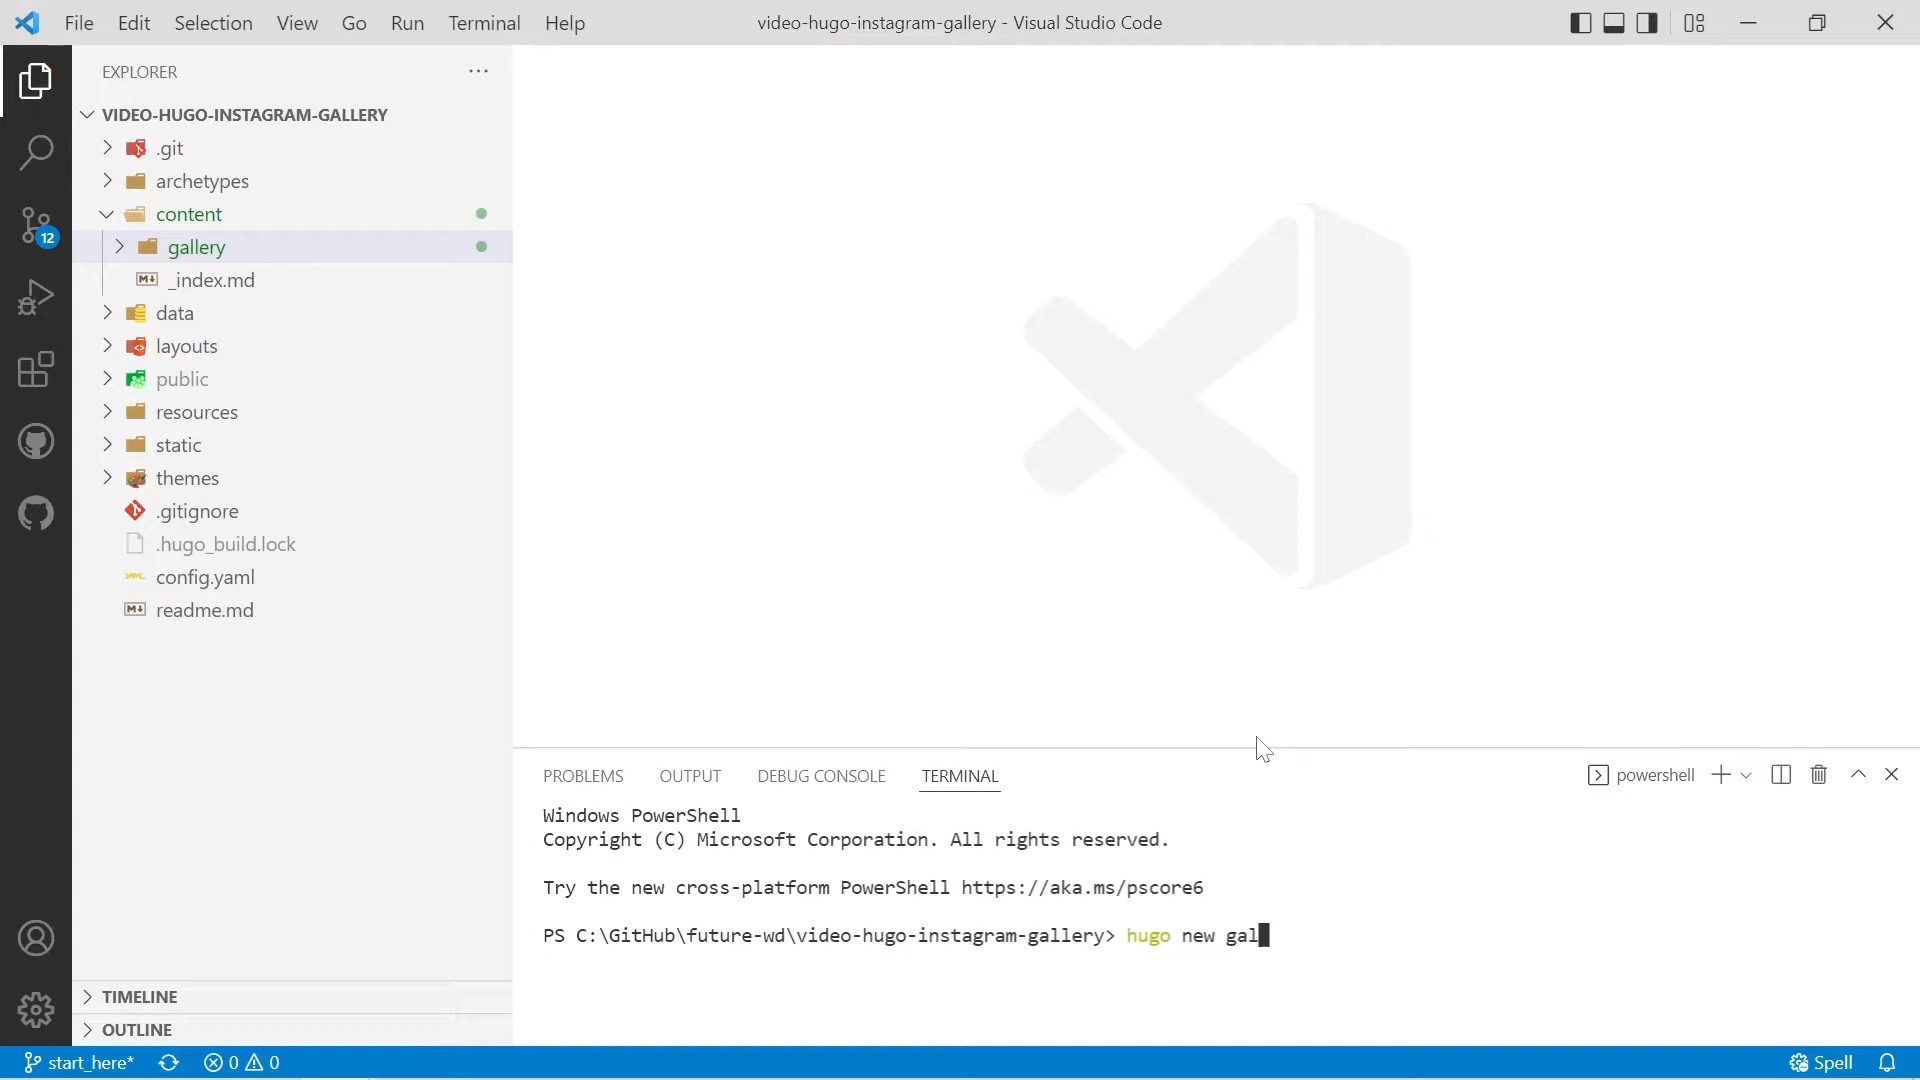 File Edit Selection View Go Run Terminal Help
video-hugo-instagram-gallery - Visual Studio Code
EXPLORER
VIDEO-HUGO-INSTAGRAM-GALLERY
.git
archetypes
content
gallery
_index.md
data
layouts
public
resources
static
themes
.gitignore
.hugo_build.lock
config.yaml
readme.md
12
TIMELINE
OUTLINE
PROBLEMS OUTPUT DEBUG CONSOLE TERMINAL
powershell
Windows PowerShell
Copyright (C) Microsoft Corporation. All rights reserved.
Try the new cross-platform PowerShell https://aka.ms/pscore6
PS C:\GitHub\future-wd\video-hugo-instagram-gallery> hugo new gal
start_here* 0 0
Spell